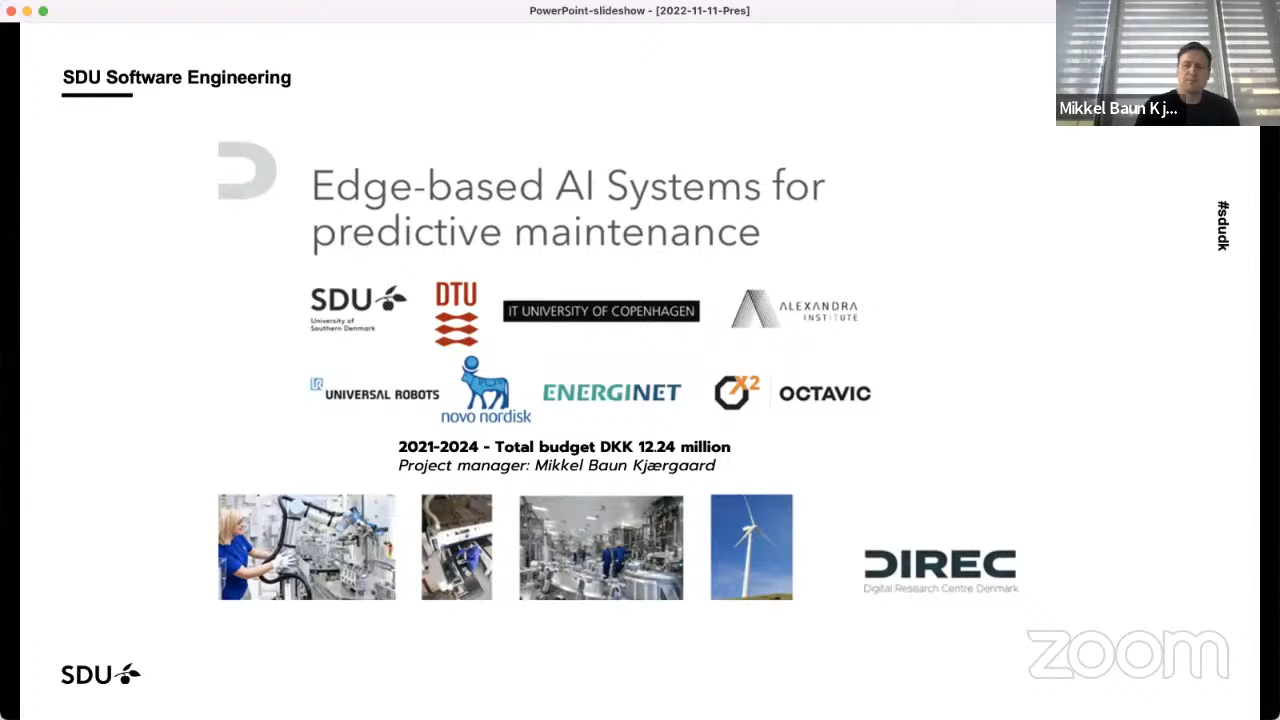 PowerPoint-slideshow - [2022-11-11-Pres]
SDU Software Engineering
Mikkel Baun Kj...
Edge-based AI Systems for
predictive maintenance
#sdudk
SDU
University of
Southern Denmark
DTU
IT UNIVERSITY OF COPENHAGEN
ALEXANDRA
INSTITUTE
UR UNIVERSAL ROBOTS
novo nordisk
ENERGINET
OX2
OCTAVIC
2021-2024 - Total budget DKK 12.24 million
Project manager: Mikkel Baun Kjærgaard
DIREC
Digital Research Centre Denmark
zoom
SDU